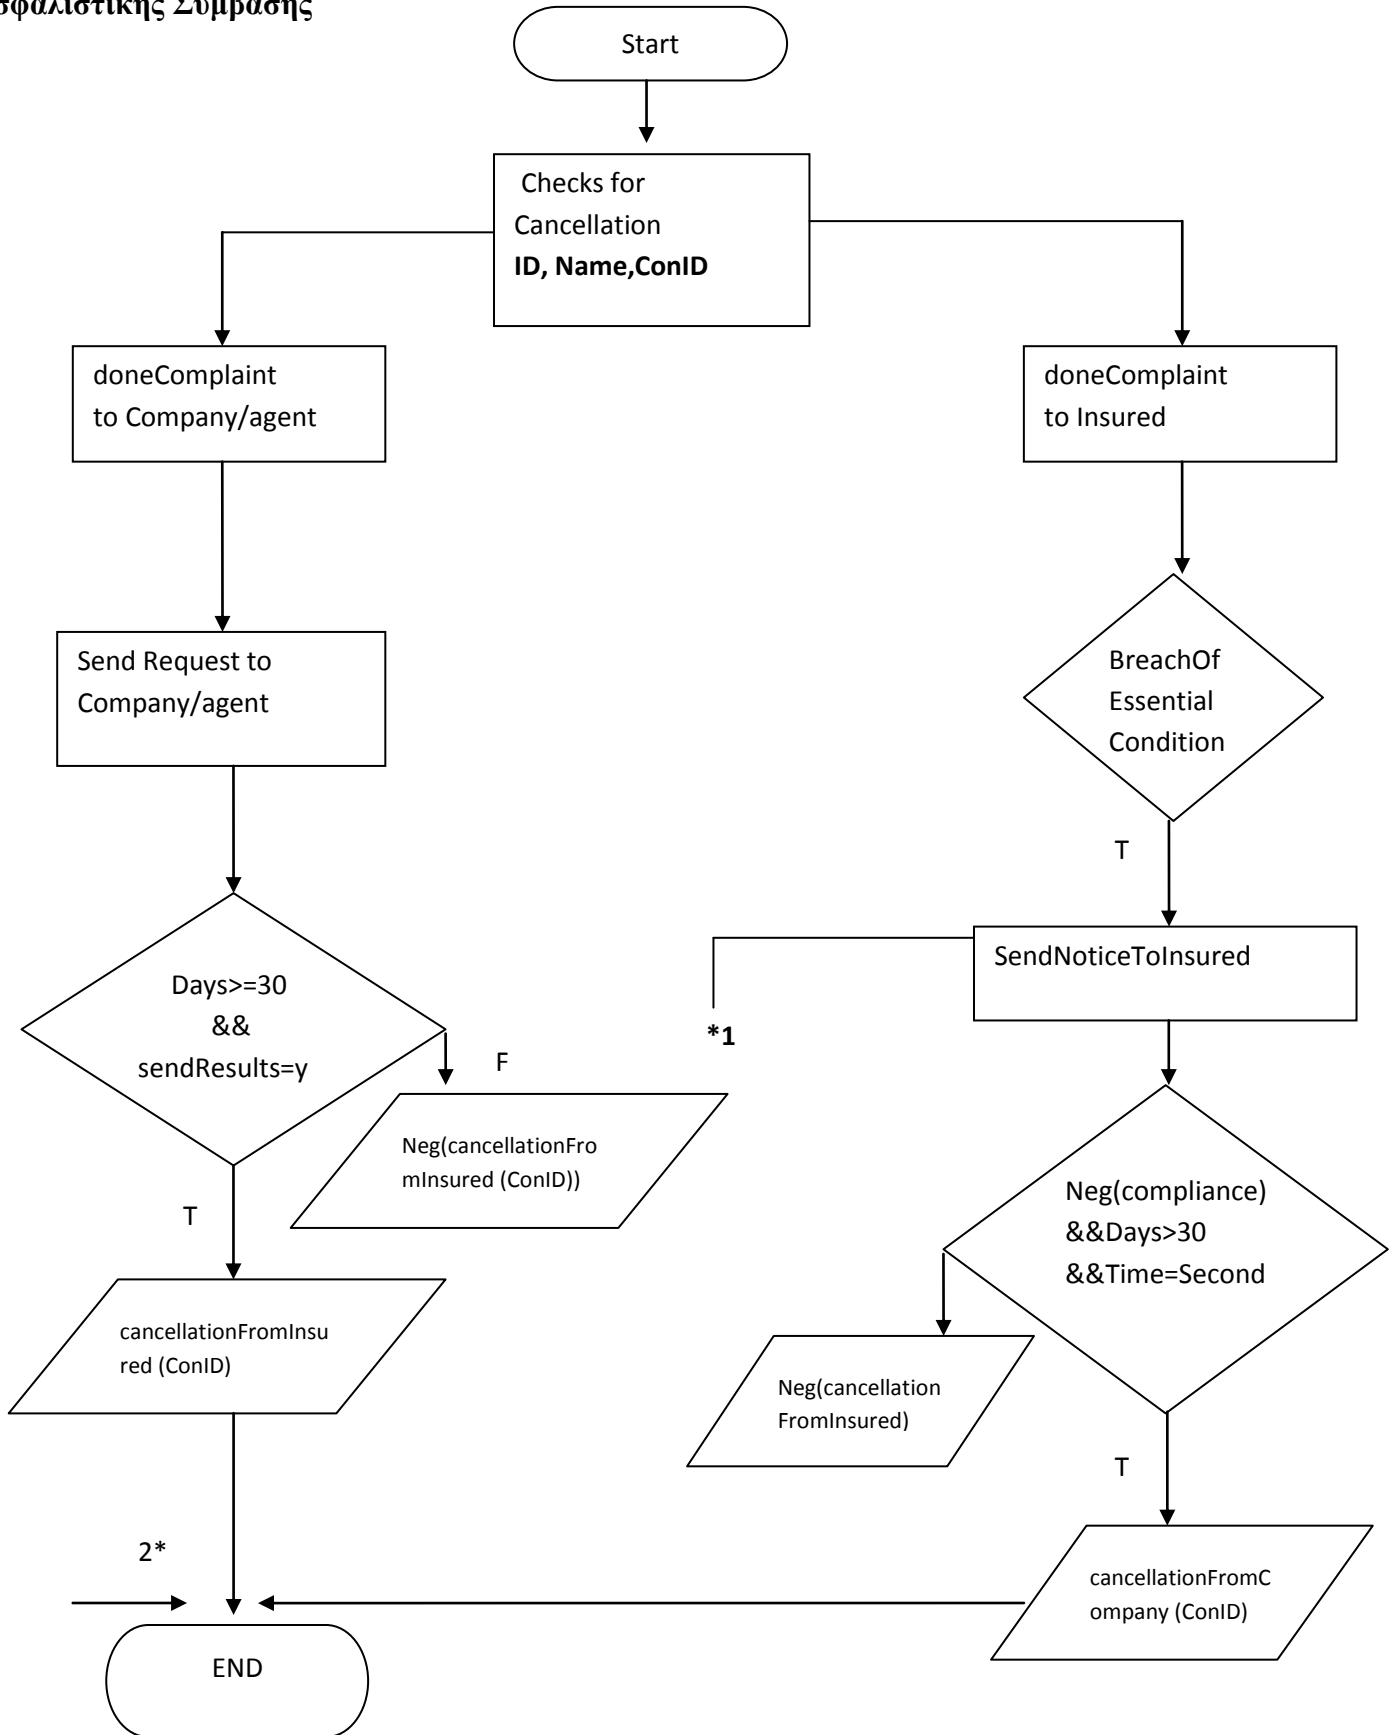 Σύμβασης
Start
Checks for
Cancellation
ID, Name,ConID
doneComplaint
to Company/agent
doneComplaint
to Insured
Send Request to
Company/agent
BreachOf
Essential
Condition
T
SendNoticeToInsured
*1
Days>=30
&&
sendResults=y
F
Neg(cancellationFro
mInsured (ConID))
T
Neg(compliance)
&&Days>30
&&Time=Second
cancellationFromInsu
red (ConID)
Neg(cancellation
FromInsured)
T
2*
cancellationFromC
ompany (ConID)
END